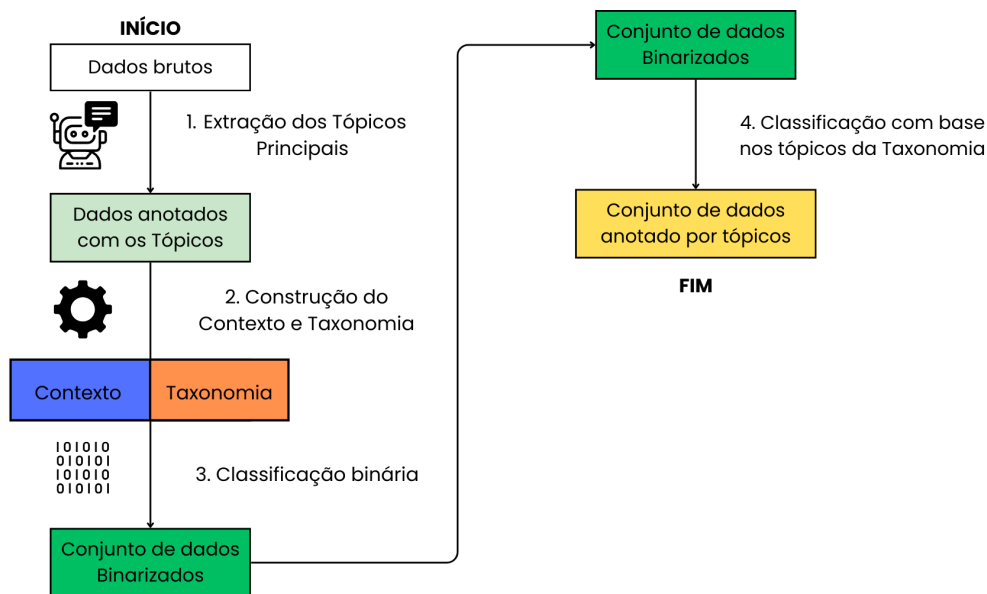 INÍCIO
Dados brutos
1. Extração dos Tópicos
Principais
Dados anotados
com os Tópicos
2. Construção do
Contexto e Taxonomia
Contexto
Taxonomia
101010
010101
101010
010101
3. Classificação binária
Conjunto de dados
Binarizados
Conjunto de dados
Binarizados
4. Classificação com base
nos tópicos da Taxonomia
Conjunto de dados
anotado por tópicos
FIM